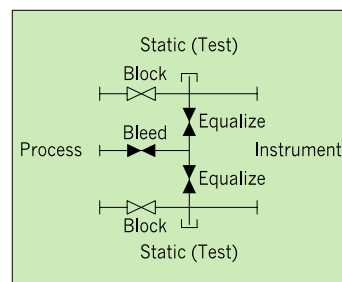 Static (Test)
Block
Equalize
Bleed
Process
Instrument
Equalize
Block
Static (Test)